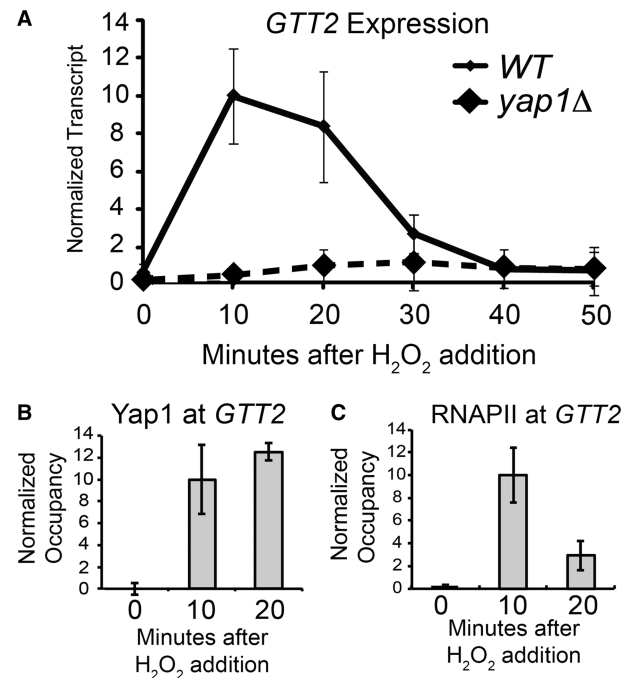 A
GTT2 Expression
Normalized Transcript
14
12
10
8
6
4
2
0
WT
yap1Δ
0 10 20 30 40 50
Minutes after H₂O₂ addition
B
Yap1 at GTT2
Normalized
Occupancy
14
12
10
8
6
4
2
0
0 10 20
Minutes after
H₂O₂ addition
C
RNAPII at GTT2
Normalized
Occupancy
14
12
10
8
6
4
2
0
0 10 20
Minutes after
H₂O₂ addition